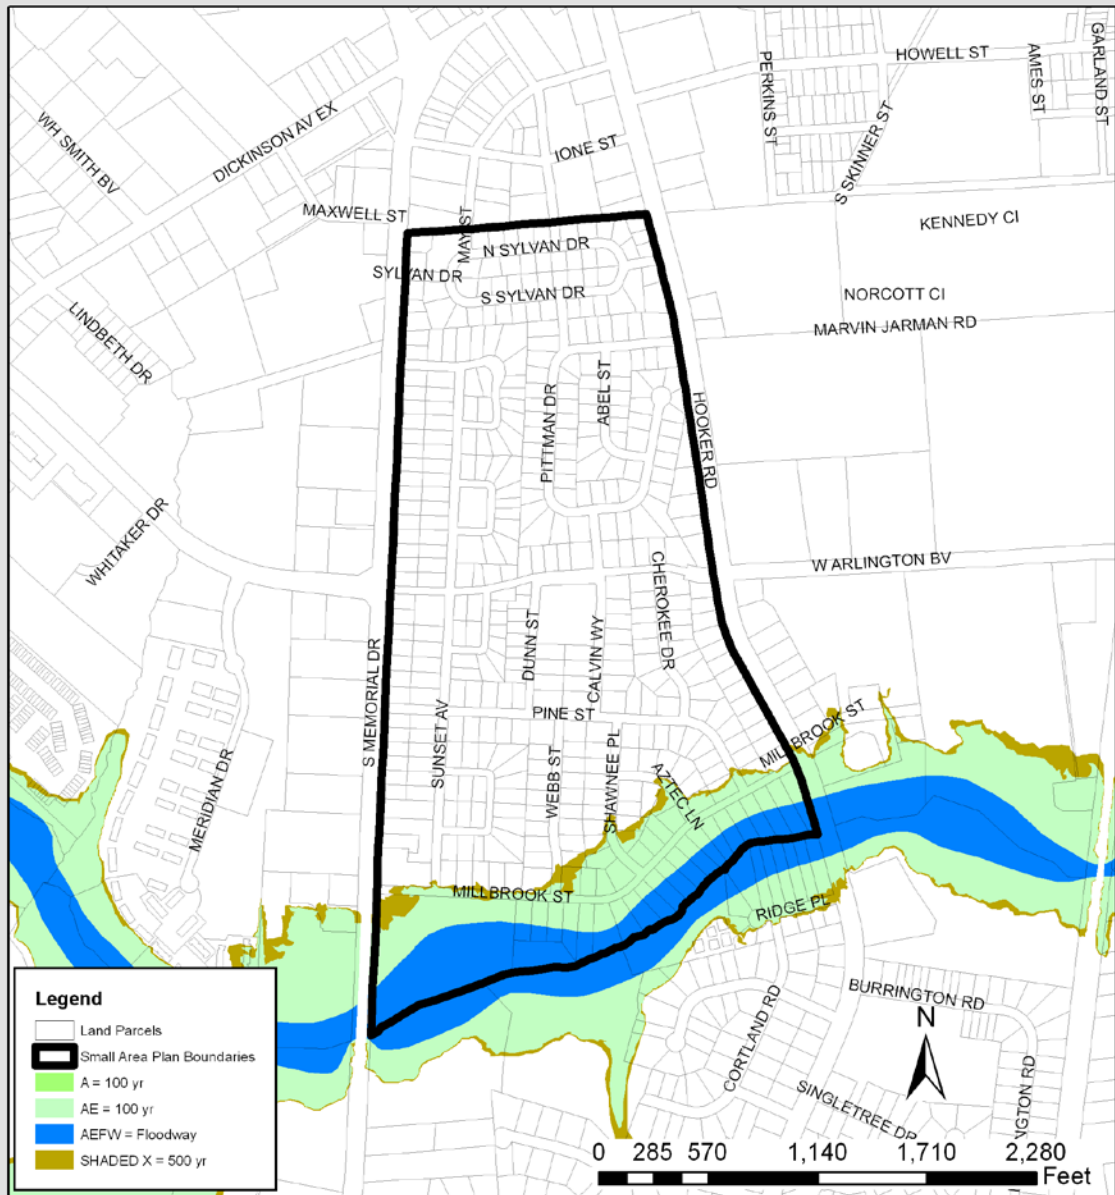 HOWELL ST
PERKINS ST
AMES ST
GARLAND ST
WH SMITH BV
DICKINSON AV EX
IONE ST
S SKINNER ST
MAXWELL ST
MAY ST
KENNEDY CI
N SYLVAN DR
SYLVAN DR
S SYLVAN DR
NORCOTT CI
MARVIN JARMAN RD
LINDBETH DR
ABEL ST
PITTMAN DR
HOOKER RD
WHITAKER DR
W ARLINGTON BV
CHEROKEE DR
DUNN ST
CALVIN WY
S MEMORIAL DR
PINE ST
SUNSET AV
MILLBROOK ST
MERIDIAN DR
WEBB ST
SHAWNEE PL
AZTEC LN
MILLBROOK ST
RIDGE PL
BURRINGTON RD
CORTLAND RD
SINGLETREE DR
NGTON RD
N
Legend
Land Parcels
Small Area Plan Boundaries
A = 100 yr
AE = 100 yr
AEFW = Floodway
SHADED X = 500 yr
0 285 570 1,140 1,710 2,280
Feet